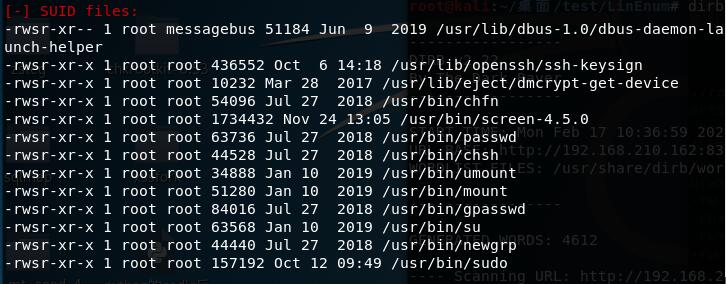 [-] SUID files:
-rwsr-xr-- 1 root messagebus 51184 Jun  9  2019 /usr/lib/dbus-1.0/dbus-daemon-la
unch-helper
-rwsr-xr-x 1 root root 436552 Oct  6 14:18 /usr/lib/openssh/ssh-keysign
-rwsr-xr-x 1 root root 10232 Mar 28  2017 /usr/lib/eject/dmcrypt-get-device
-rwsr-xr-x 1 root root 54096 Jul 27  2018 /usr/bin/chfn
-rwsr-xr-x 1 root root 1734432 Nov 24 13:05 /usr/bin/screen-4.5.0
-rwsr-xr-x 1 root root 63736 Jul 27  2018 /usr/bin/passwd
-rwsr-xr-x 1 root root 44528 Jul 27  2018 /usr/bin/chsh
-rwsr-xr-x 1 root root 34888 Jan 10  2019 /usr/bin/umount
-rwsr-xr-x 1 root root 51280 Jan 10  2019 /usr/bin/mount
-rwsr-xr-x 1 root root 84016 Jul 27  2018 /usr/bin/gpasswd
-rwsr-xr-x 1 root root 63568 Jan 10  2019 /usr/bin/su
-rwsr-xr-x 1 root root 44440 Jul 27  2018 /usr/bin/newgrp
-rwsr-xr-x 1 root root 157192 Oct 12 09:49 /usr/bin/sudo
root@kali:~/桌面/test/LinEnum# dirb
Mon Feb 17 10:36:59 202
http://192.168.210.162:83
FILES: /usr/share/dirb/wor
WORDS: 4612
---- Scanning URL: http://192.168.2